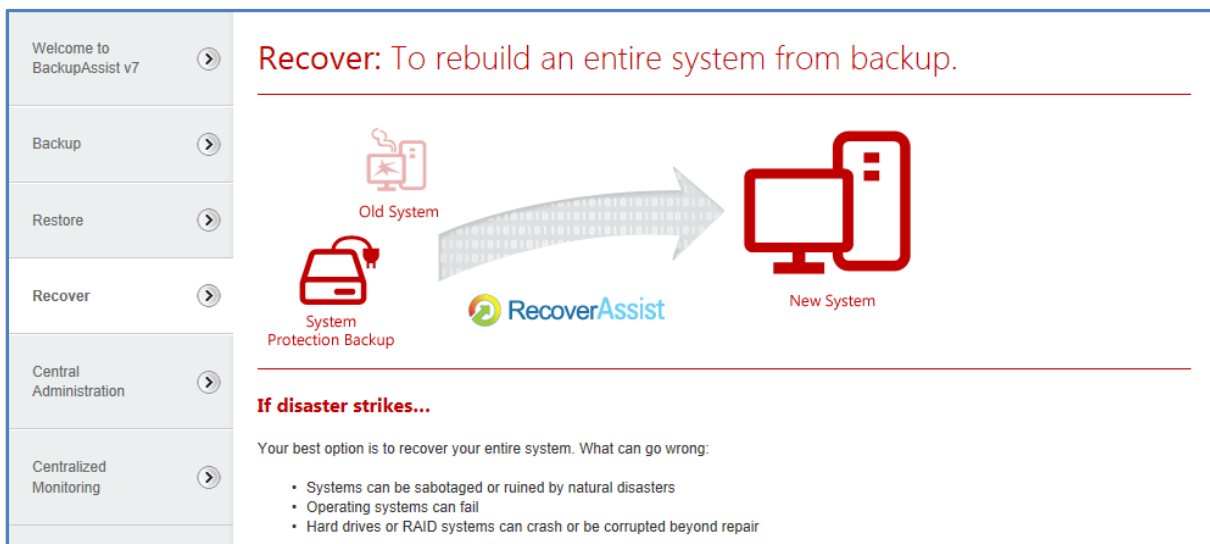 Welcome to
BackupAssist v7
Backup
Restore
Recover
Central
Administration
Centralized
Monitoring
Recover: To rebuild an entire system from backup.
Old System
System
Protection Backup
RecoverAssist
New System
If disaster strikes...
Your best option is to recover your entire system. What can go wrong:
• Systems can be sabotaged or ruined by natural disasters
• Operating systems can fail
• Hard drives or RAID systems can crash or be corrupted beyond repair